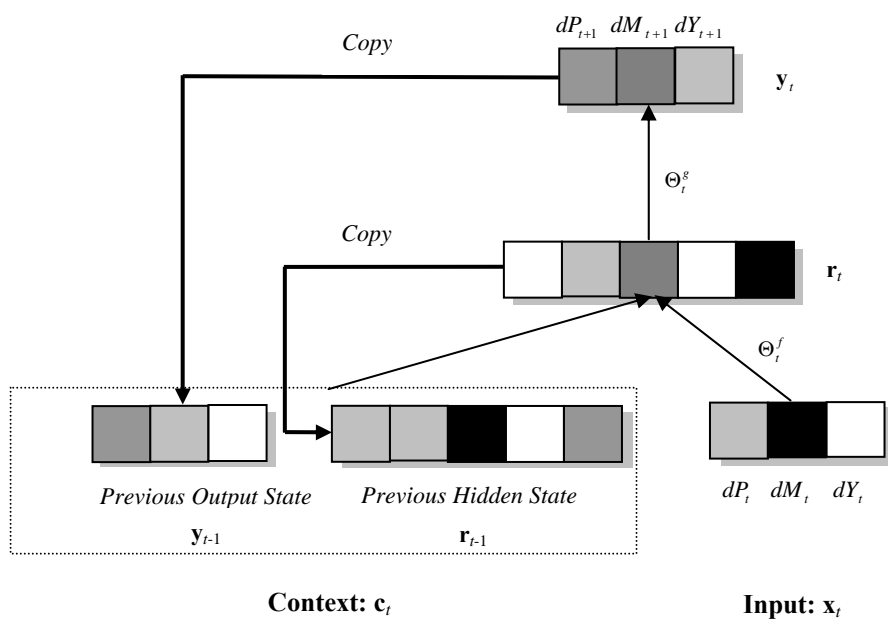 dP_{t+1} dM_{t+1} dY_{t+1}
Copy
y_t
Θ_t^g
Copy
r_t
Θ_t^f
dP_t dM_t dY_t
Previous Output State Previous Hidden State
y_{t-1} r_{t-1}
Context: c_t Input: x_t